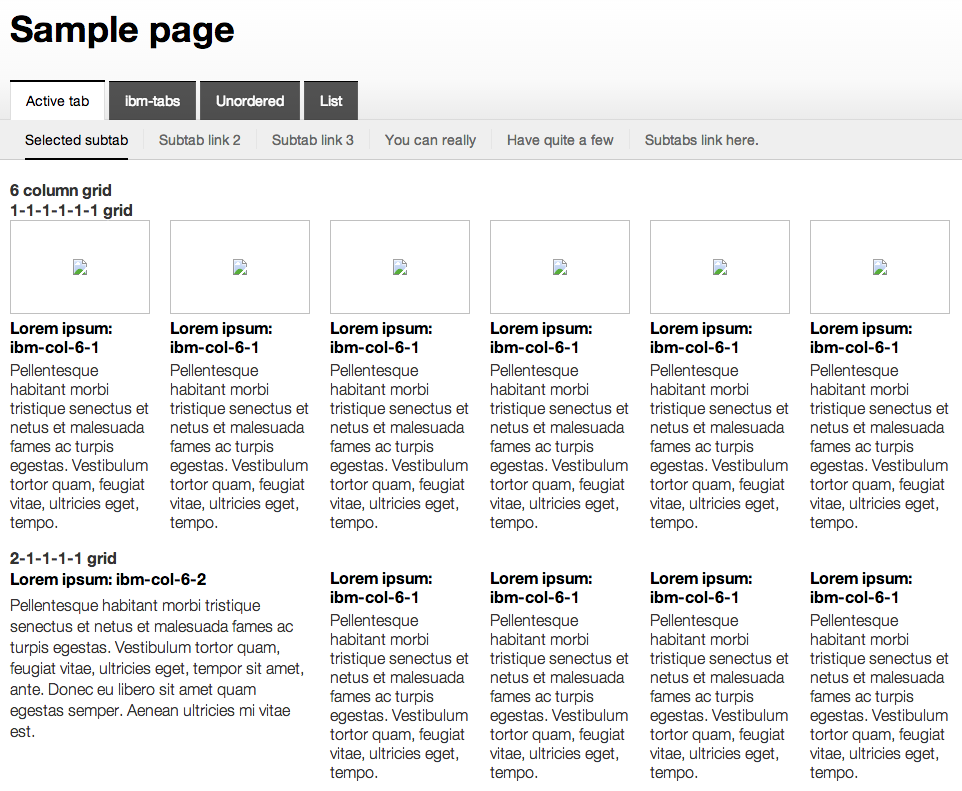 Sample page
Active tab
ibm-tabs
Unordered
List
Selected subtab
Subtab link 2
Subtab link 3
You can really
Have quite a few
Subtabs link here.
6 column grid
1-1-1-1-1-1 grid
Lorem ipsum:
ibm-col-6-1
Pellentesque
habitant morbi
tristique senectus et
netus et malesuada
fames ac turpis
egestas. Vestibulum
tortor quam, feugiat
vitae, ultricies eget,
tempo.
Lorem ipsum:
ibm-col-6-1
Pellentesque
habitant morbi
tristique senectus et
netus et malesuada
fames ac turpis
egestas. Vestibulum
tortor quam, feugiat
vitae, ultricies eget,
tempo.
Lorem ipsum:
ibm-col-6-1
Pellentesque
habitant morbi
tristique senectus et
netus et malesuada
fames ac turpis
egestas. Vestibulum
tortor quam, feugiat
vitae, ultricies eget,
tempo.
Lorem ipsum:
ibm-col-6-1
Pellentesque
habitant morbi
tristique senectus et
netus et malesuada
fames ac turpis
egestas. Vestibulum
tortor quam, feugiat
vitae, ultricies eget,
tempo.
Lorem ipsum:
ibm-col-6-1
Pellentesque
habitant morbi
tristique senectus et
netus et malesuada
fames ac turpis
egestas. Vestibulum
tortor quam, feugiat
vitae, ultricies eget,
tempo.
Lorem ipsum:
ibm-col-6-1
Pellentesque
habitant morbi
tristique senectus et
netus et malesuada
fames ac turpis
egestas. Vestibulum
tortor quam, feugiat
vitae, ultricies eget,
tempo.
2-1-1-1-1 grid
Lorem ipsum: ibm-col-6-2
Pellentesque habitant morbi tristique
senectus et netus et malesuada fames ac
turpis egestas. Vestibulum tortor quam,
feugiat vitae, ultricies eget, tempor sit amet,
ante. Donec eu libero sit amet quam
egestas semper. Aenean ultricies mi vitae
est.
Lorem ipsum:
ibm-col-6-1
Pellentesque
habitant morbi
tristique senectus et
netus et malesuada
fames ac turpis
egestas. Vestibulum
tortor quam, feugiat
vitae, ultricies eget,
tempo.
Lorem ipsum:
ibm-col-6-1
Pellentesque
habitant morbi
tristique senectus et
netus et malesuada
fames ac turpis
egestas. Vestibulum
tortor quam, feugiat
vitae, ultricies eget,
tempo.
Lorem ipsum:
ibm-col-6-1
Pellentesque
habitant morbi
tristique senectus et
netus et malesuada
fames ac turpis
egestas. Vestibulum
tortor quam, feugiat
vitae, ultricies eget,
tempo.
Lorem ipsum:
ibm-col-6-1
Pellentesque
habitant morbi
tristique senectus et
netus et malesuada
fames ac turpis
egestas. Vestibulum
tortor quam, feugiat
vitae, ultricies eget,
tempo.